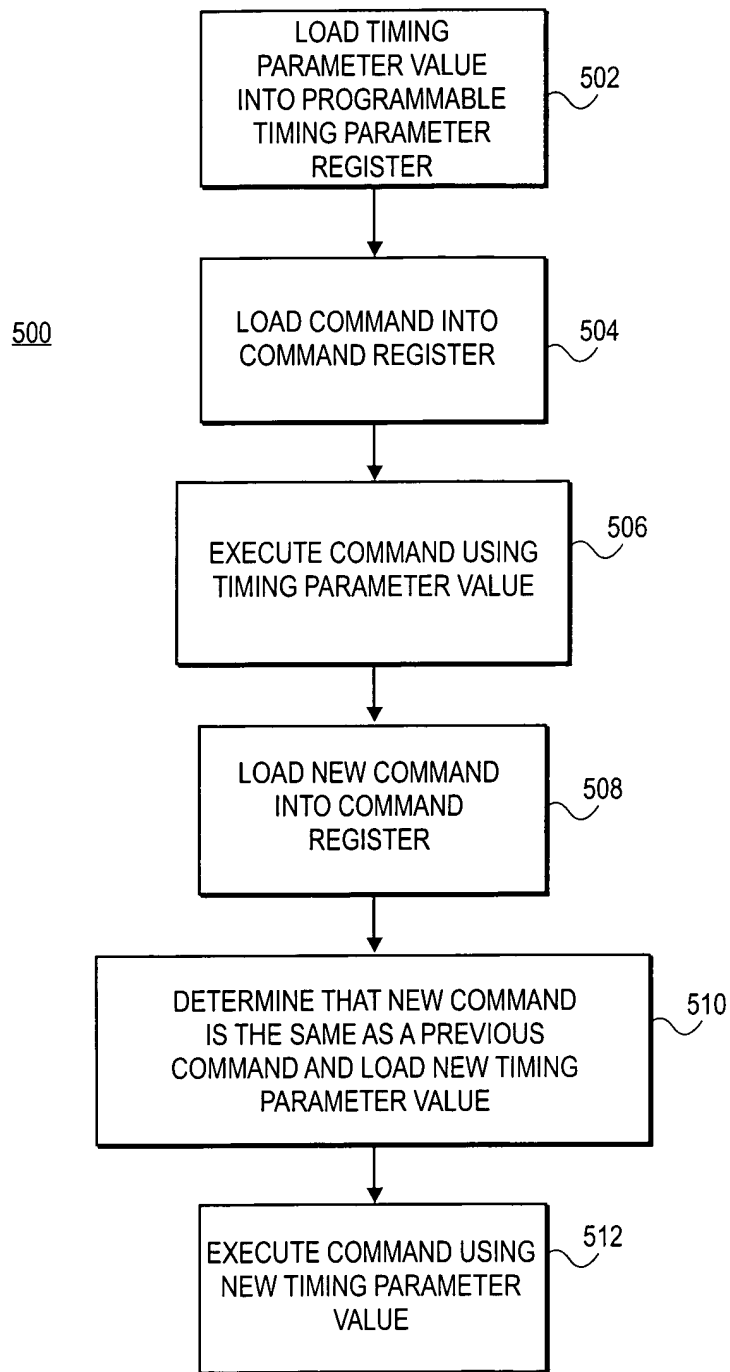 LOAD TIMING
PARAMETER VALUE
INTO PROGRAMMABLE
TIMING PARAMETER
REGISTER
502
500
LOAD COMMAND INTO
COMMAND REGISTER
504
EXECUTE COMMAND USING
TIMING PARAMETER VALUE
506
LOAD NEW COMMAND
INTO COMMAND
REGISTER
508
DETERMINE THAT NEW COMMAND
IS THE SAME AS A PREVIOUS
COMMAND AND LOAD NEW TIMING
PARAMETER VALUE
510
EXECUTE COMMAND USING
NEW TIMING PARAMETER
VALUE
512